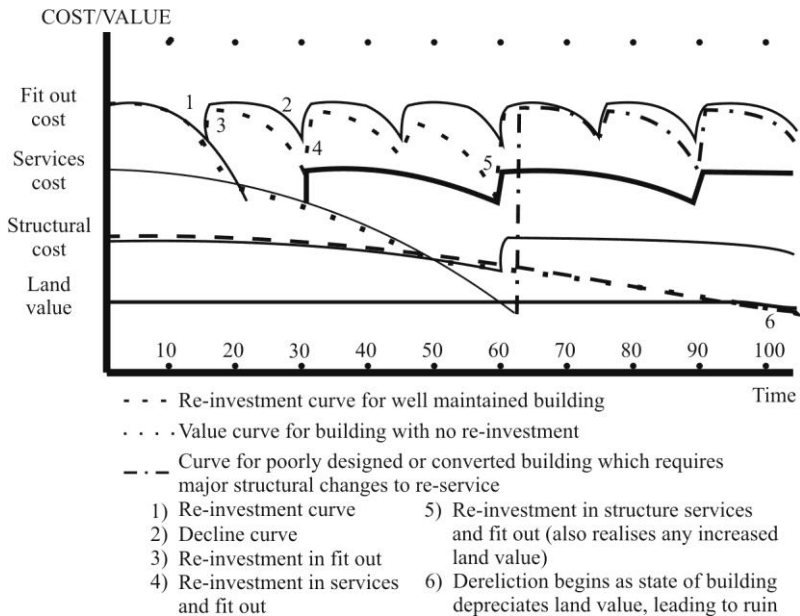 COST/VALUE
Fit out
cost
1
2
3
4
Services
cost
5
Structural
cost
Land
value
6
10 20 30 40 50 60 70 80 90 100
Time
- - - Re-investment curve for well maintained building
. . . . Value curve for building with no re-investment
Curve for poorly designed or converted building which requires
major structural changes to re-service
1) Re-investment curve
2) Decline curve
3) Re-investment in fit out
4) Re-investment in services
and fit out
5) Re-investment in structure services
and fit out (also realises any increased
land value)
6) Dereliction begins as state of building
depreciates land value, leading to ruin